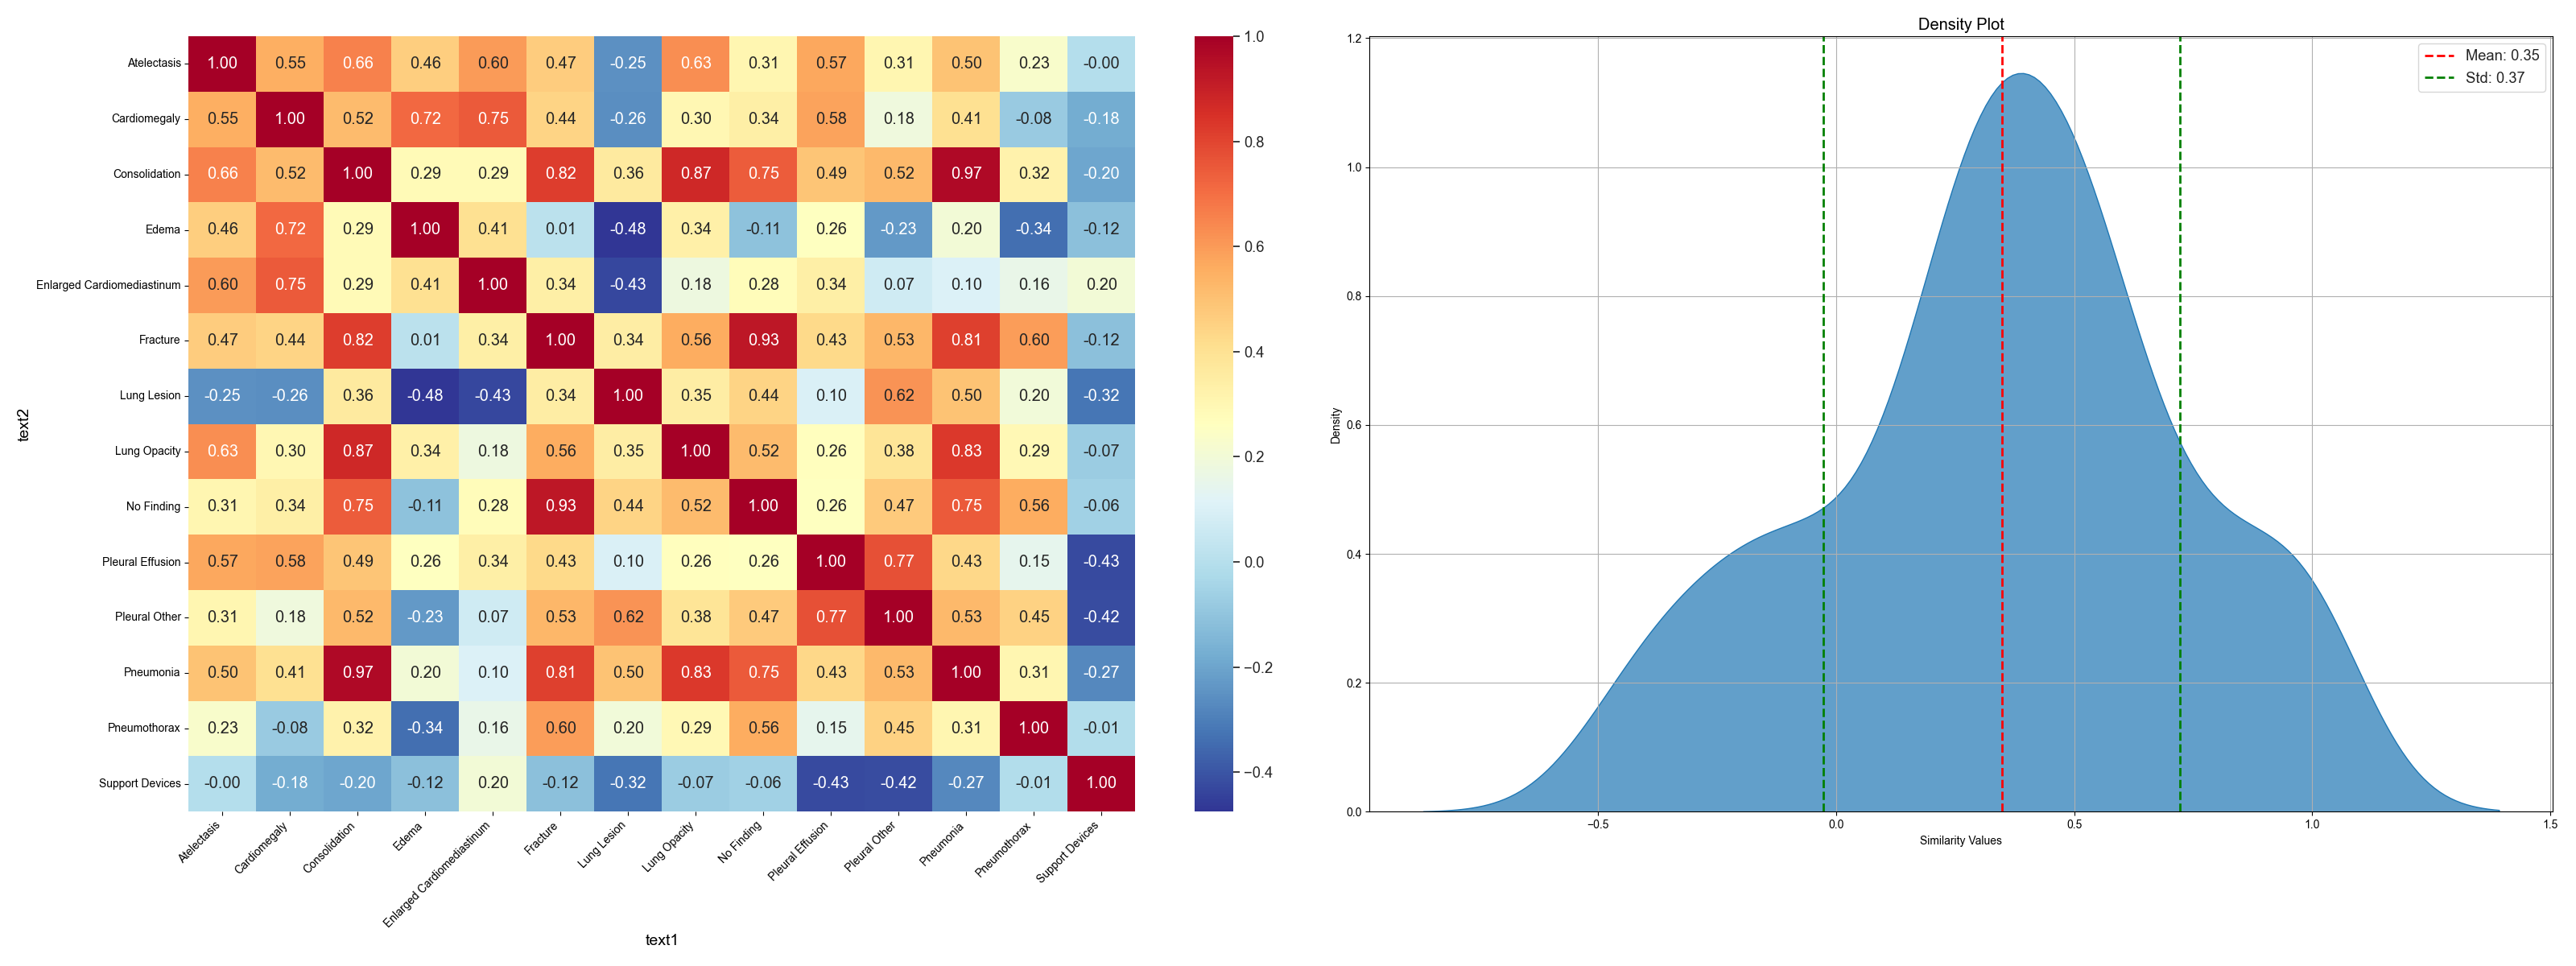 Atelectasis 1.00 0.55 0.66 0.46 0.60 0.47 -0.25 0.63 0.31 0.57 0.31 0.50 0.23 -0.00
Cardiomegaly 0.55 1.00 0.52 0.72 0.75 0.44 -0.26 0.30 0.34 0.58 0.18 0.41 -0.08 -0.18
Consolidation 0.66 0.52 1.00 0.29 0.29 0.82 0.36 0.87 0.75 0.49 0.52 0.97 0.32 -0.20
Edema 0.46 0.72 0.29 1.00 0.41 0.01 -0.48 0.34 -0.11 0.26 -0.23 0.20 -0.34 -0.12
Enlarged Cardiomediastinum 0.60 0.75 0.29 0.41 1.00 0.34 -0.43 0.18 0.28 0.34 0.07 0.10 0.16 0.20
Fracture 0.47 0.44 0.82 0.01 0.34 1.00 0.34 0.56 0.93 0.43 0.53 0.81 0.60 -0.12
Lung Lesion -0.25 -0.26 0.36 -0.48 -0.43 0.34 1.00 0.35 0.44 0.10 0.62 0.50 0.20 -0.32
Lung Opacity 0.63 0.30 0.87 0.34 0.18 0.56 0.35 1.00 0.52 0.26 0.38 0.83 0.29 -0.07
No Finding 0.31 0.34 0.75 -0.11 0.28 0.93 0.44 0.52 1.00 0.26 0.47 0.75 0.56 -0.06
Pleural Effusion 0.57 0.58 0.49 0.26 0.34 0.43 0.10 0.26 0.26 1.00 0.77 0.43 0.15 -0.43
Pleural Other 0.31 0.18 0.52 -0.23 0.07 0.53 0.62 0.38 0.47 0.77 1.00 0.53 0.45 -0.42
Pneumonia 0.50 0.41 0.97 0.20 0.10 0.81 0.50 0.83 0.75 0.43 0.53 1.00 0.31 -0.27
Pneumothorax 0.23 -0.08 0.32 -0.34 0.16 0.60 0.20 0.29 0.56 0.15 0.45 0.31 1.00 -0.01
Support Devices -0.00 -0.18 -0.20 -0.12 0.20 -0.12 -0.32 -0.07 -0.06 -0.43 -0.42 -0.27 -0.01 1.00
text2
Atelectasis
Cardiomegaly
Consolidation
Edema
Enlarged Cardiomediastinum
Fracture
Lung Lesion
Lung Opacity
No Finding
Pleural Effusion
Pleural Other
Pneumonia
Pneumothorax
Support Devices
text1
1.0
0.8
0.6
0.4
0.2
0.0
−0.2
−0.4
Density Plot
Mean: 0.35
Std: 0.37
1.2
1.0
0.8
0.6
0.4
0.2
0.0
Density
−0.5 0.0 0.5 1.0 1.5
Similarity Values